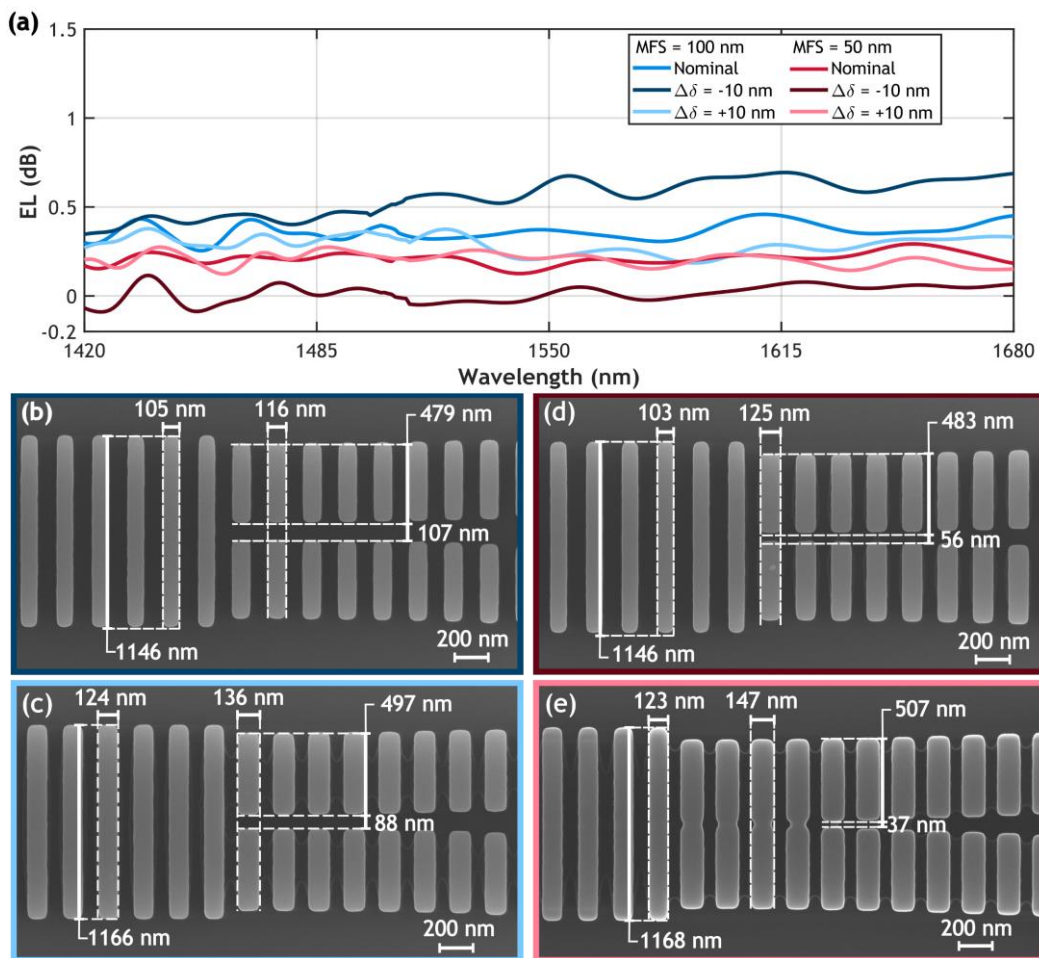 (a)
1.5
1
0.5
0
-0.2
EL (dB)
1420 1485 1550 1615 1680
Wavelength (nm)
MFS = 100 nm MFS = 50 nm
Nominal Nominal
Δδ = -10 nm Δδ = -10 nm
Δδ = +10 nm Δδ = +10 nm
(b)
105 nm 116 nm 479 nm
107 nm
1146 nm
200 nm
(d)
103 nm 125 nm 483 nm
56 nm
1146 nm
200 nm
(c)
124 nm 136 nm 497 nm
88 nm
1166 nm
200 nm
(e)
123 nm 147 nm 507 nm
37 nm
1168 nm
200 nm